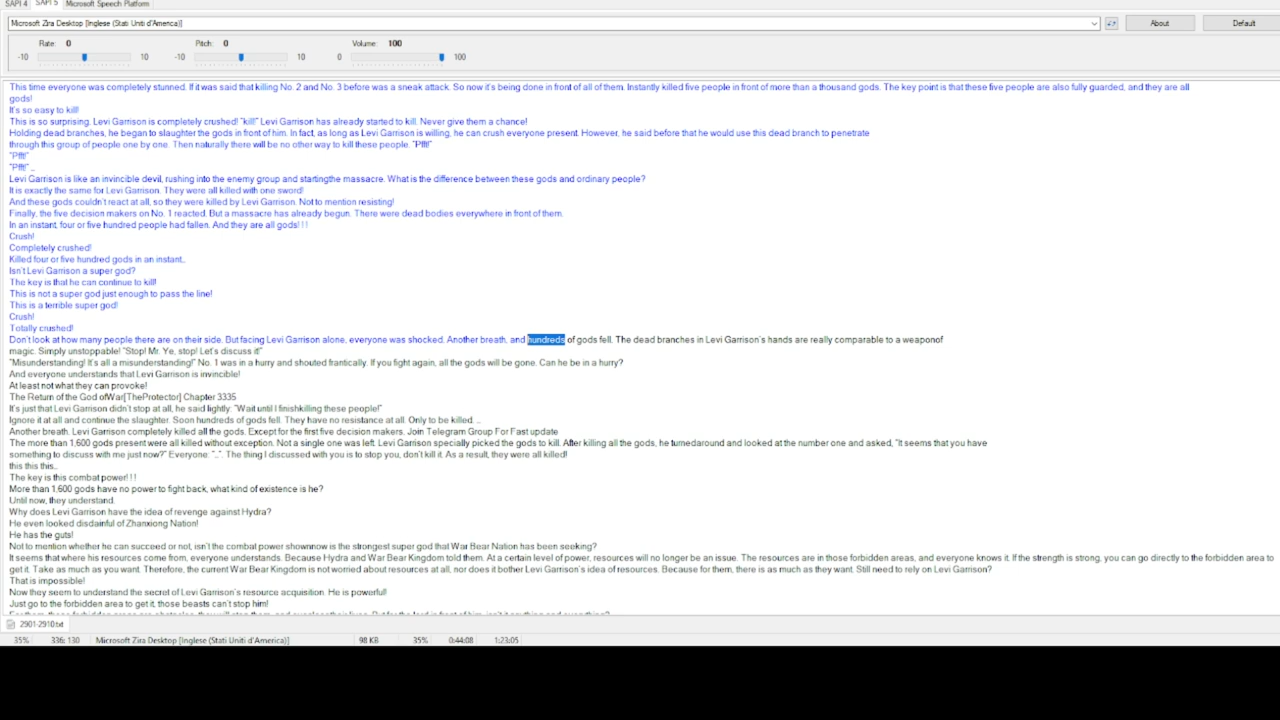 SAPI 4 SAPI 5 Microsoft Speech Platform
Microsoft Zira Desktop [Inglese (Stati Uniti d'America)]
About
Default
Rate: 0 Pitch: 0 Volume: 100
-10 10 -10 10 0 100
This time everyone was completely stunned. If it was said that killing No. 2 and No. 3 before was a sneak attack. So now it's being done in front of all of them. Instantly killed five people in front of more than a thousand gods. The key point is that these five people are also fully guarded, and they are all
gods!
It's so easy to kill!
This is so surprising. Levi Garrison is completely crushed! "kill!" Levi Garrison has already started to kill. Never give them a chance!
Holding dead branches, he began to slaughter the gods in front of him. In fact, as long as Levi Garrison is willing, he can crush everyone present. However, he said before that he would use this dead branch to penetrate
through this group of people one by one. Then naturally there will be no other way to kill these people. "Pfft!"
"Pfft!"
"Pfft!" ..
Levi Garrison is like an invincible devil, rushing into the enemy group and startingthe massacre. What is the difference between these gods and ordinary people?
It is exactly the same for Levi Garrison. They were all killed with one sword!
And these gods couldn't react at all, so they were killed by Levi Garrison. Not to mention resisting!
Finally, the five decision makers on No. 1 reacted. But a massacre has already begun. There were dead bodies everywhere in front of them.
In an instant, four or five hundred people had fallen. And they are all gods!!!
Crush!
Completely crushed!
Killed four or five hundred gods in an instant..
Isn't Levi Garrison a super god?
The key is that he can continue to kill!
This is not a super god just enough to pass the line!
This is a terrible super god!
Crush!
Totally crushed!
Don't look at how many people there are on their side. But facing Levi Garrison alone, everyone was shocked. Another breath, and hundreds of gods fell. The dead branches in Levi Garrison's hands are really comparable to a weaponof
magic. Simply unstoppable! "Stop! Mr. Ye, stop! Let's discuss it!"
"Misunderstanding! It's all a misunderstanding!" No. 1 was in a hurry and shouted frantically. If you fight again, all the gods will be gone. Can he be in a hurry?
And everyone understands that Levi Garrison is invincible!
At least not what they can provoke!
The Return of the God ofWar[TheProtector] Chapter 3335
It's just that Levi Garrison didn't stop at all, he said lightly: "Wait until I finishkilling these people!"
Ignore it at all and continue the slaughter. Soon hundreds of gods fell. They have no resistance at all. Only to be killed. ..
Another breath. Levi Garrison completely killed all the gods. Except for the first five decision makers. Join Telegram Group For Fast update
The more than 1,600 gods present were all killed without exception. Not a single one was left. Levi Garrison specially picked the gods to kill. After killing all the gods, he turnedaround and looked at the number one and asked, "It seems that you have
something to discuss with me just now?" Everyone: "..". The thing I discussed with you is to stop you, don't kill it. As a result, they were all killed!
this this this..
The key is this combat power!!!
More than 1,600 gods have no power to fight back, what kind of existence is he?
Until now, they understand.
Why does Levi Garrison have the idea of revenge against Hydra?
He even looked disdainful of Zhanxiong Nation!
He has the guts!
Not to mention whether he can succeed or not, isn't the combat power shownnow is the strongest super god that War Bear Nation has been seeking?
It seems that where his resources come from, everyone understands. Because Hydra and War Bear Kingdom told them. At a certain level of power, resources will no longer be an issue. The resources are in those forbidden areas, and everyone knows it. If the strength is strong, you can go directly to the forbidden area to
get it. Take as much as you want. Therefore, the current War Bear Kingdom is not worried about resources at all, nor does it bother Levi Garrison's idea of resources. Because for them, there is as much as they want. Still need to rely on Levi Garrison?
That is impossible!
Now they seem to understand the secret of Levi Garrison's resource acquisition. He is powerful!
Just go to the forbidden area to get it, those beasts can't stop him!
2901-2910.txt
35% 336; 130 Microsoft Zira Desktop [Inglese (Stati Uniti d'America)] 98 KB 35% 0:44:08 1:23:05